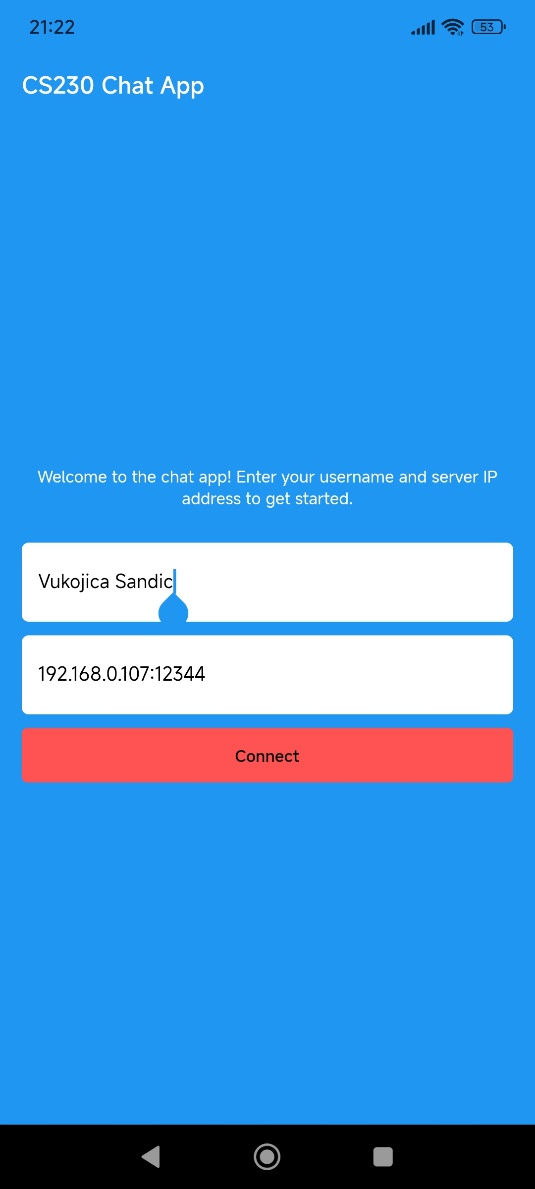 21:22
53
CS230 Chat App
Welcome to the chat app! Enter your username and server IP
address to get started.
Vukojica Sandic
192.168.0.107:12344
Connect